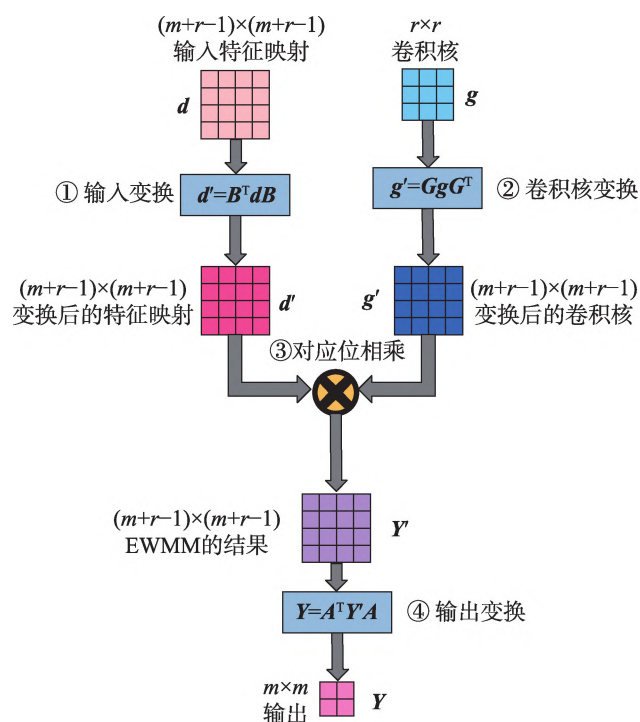 (m+r−1)×(m+r−1)
输入特征映射
d
r×r
卷积核
g
① 输入变换
d′=BᵀdB
g′=GgGᵀ
② 卷积核变换
(m+r−1)×(m+r−1)
变换后的特征映射
d′
g′
(m+r−1)×(m+r−1)
变换后的卷积核
③对应位相乘
(m+r−1)×(m+r−1)
EWMM的结果
Y′
Y=AᵀY′A
④ 输出变换
m×m
输出
Y